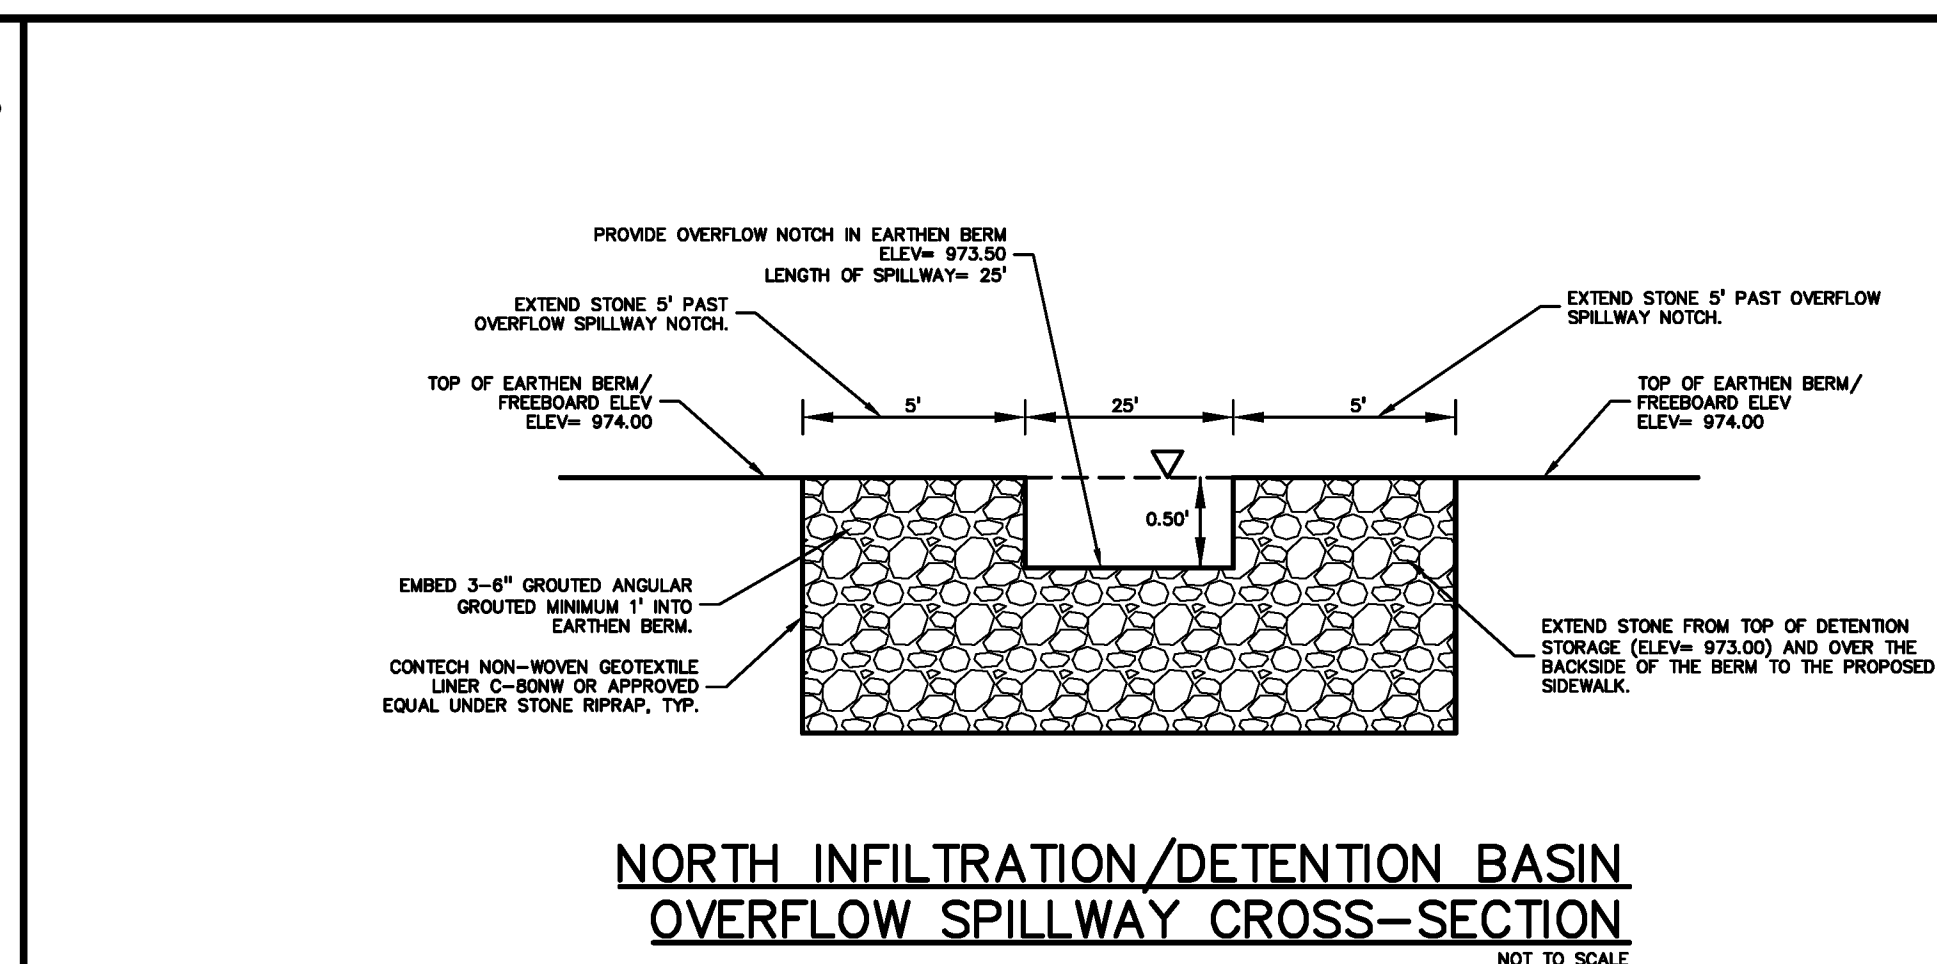 PROVIDE OVERFLOW NOTCH IN EARTHEN BERM
ELEV= 973.50
LENGTH OF SPILLWAY= 25'
EXTEND STONE 5' PAST
OVERFLOW SPILLWAY NOTCH.
EXTEND STONE 5' PAST OVERFLOW
SPILLWAY NOTCH.
TOP OF EARTHEN BERM/
FREEBOARD ELEV
ELEV= 974.00
TOP OF EARTHEN BERM/
FREEBOARD ELEV
ELEV= 974.00
5'
25'
5'
0.50'
EMBED 3-6" GROUTED ANGULAR
GROUTED MINIMUM 1' INTO
EARTHEN BERM.
CONTECH NON-WOVEN GEOTEXTILE
LINER C-80NW OR APPROVED
EQUAL UNDER STONE RIPRAP, TYP.
EXTEND STONE FROM TOP OF DETENTION
STORAGE (ELEV= 973.00) AND OVER THE
BACKSIDE OF THE BERM TO THE PROPOSED
SIDEWALK.
NORTH INFILTRATION/DETENTION BASIN
OVERFLOW SPILLWAY CROSS-SECTION
NOT TO SCALE